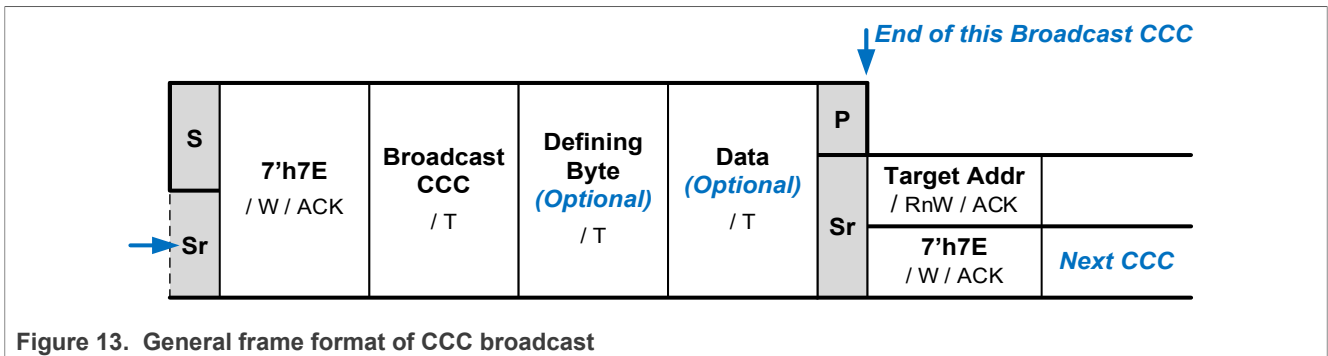 End of this Broadcast CCC
S
Sr
7'h7E
/ W / ACK
Broadcast
CCC
/ T
Defining
Byte
(Optional)
/ T
Data
(Optional)
/ T
P
Sr
Target Addr
/ RnW / ACK
7'h7E
/ W / ACK
Next CCC
Figure 13. General frame format of CCC broadcast